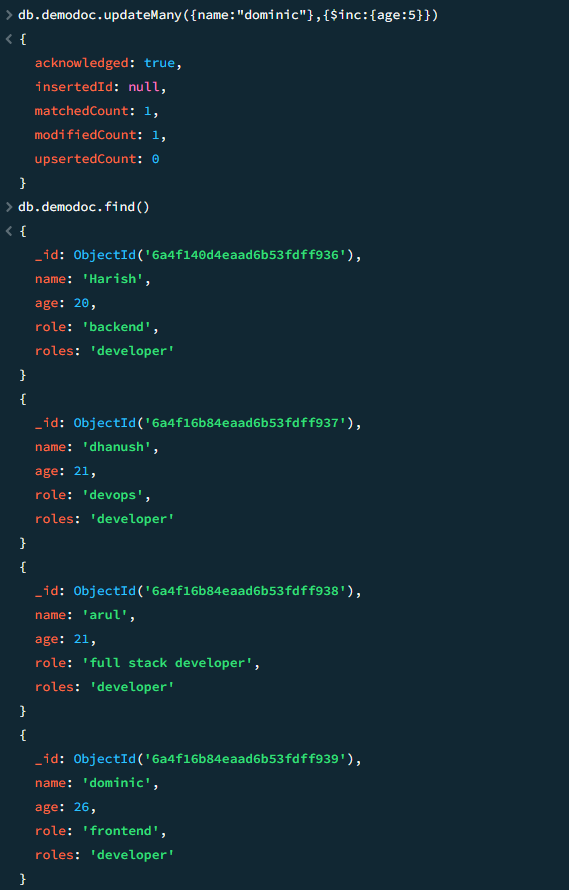 > db.demodoc.updateMany({name:"dominic"},{$inc:{age:5}})
< {
acknowledged: true,
insertedId: null,
matchedCount: 1,
modifiedCount: 1,
upsertedCount: 0
}
> db.demodoc.find()
< {
_id: ObjectId('6a4f140d4eaad6b53fdff936'),
name: 'Harish',
age: 20,
role: 'backend',
roles: 'developer'
}
{
_id: ObjectId('6a4f16b84eaad6b53fdff937'),
name: 'dhanush',
age: 21,
role: 'devops',
roles: 'developer'
}
{
_id: ObjectId('6a4f16b84eaad6b53fdff938'),
name: 'arul',
age: 21,
role: 'full stack developer',
roles: 'developer'
}
{
_id: ObjectId('6a4f16b84eaad6b53fdff939'),
name: 'dominic',
age: 26,
role: 'frontend',
roles: 'developer'
}